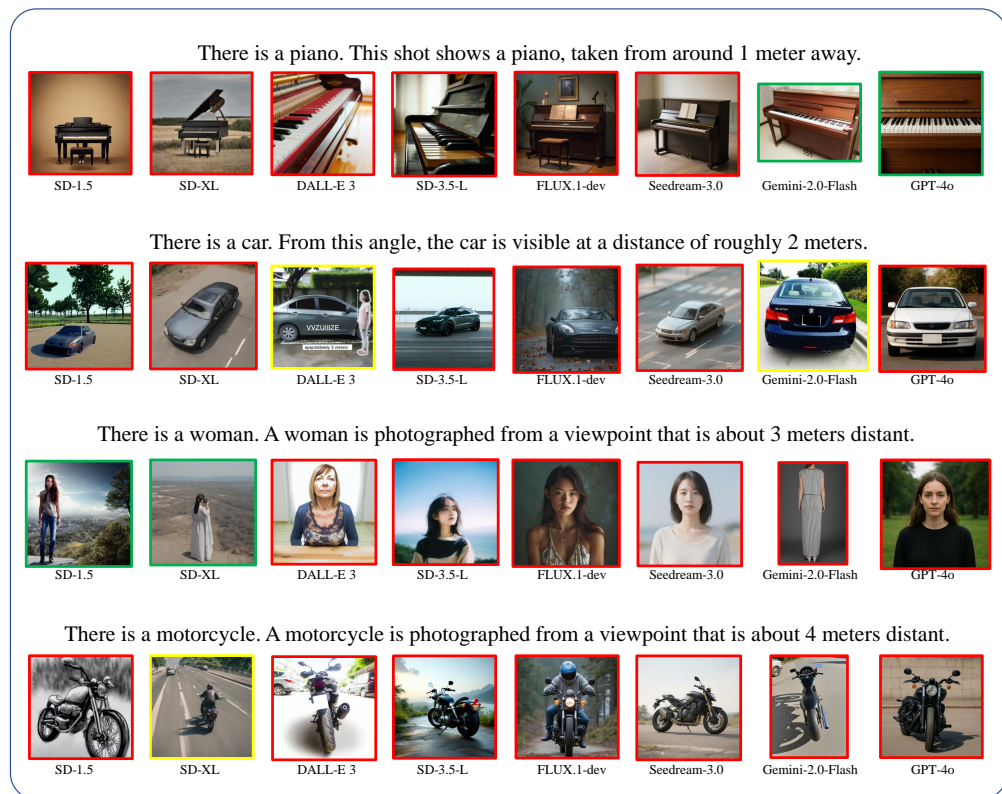 There is a piano. This shot shows a piano, taken from around 1 meter away.
SD-1.5 SD-XL DALL-E 3 SD-3.5-L FLUX.1-dev Seedream-3.0 Gemini-2.0-Flash GPT-4o
There is a car. From this angle, the car is visible at a distance of roughly 2 meters.
VVZUIIIZE
SD-1.5 SD-XL DALL-E 3 SD-3.5-L FLUX.1-dev Seedream-3.0 Gemini-2.0-Flash GPT-4o
There is a woman. A woman is photographed from a viewpoint that is about 3 meters distant.
SD-1.5 SD-XL DALL-E 3 SD-3.5-L FLUX.1-dev Seedream-3.0 Gemini-2.0-Flash GPT-4o
There is a motorcycle. A motorcycle is photographed from a viewpoint that is about 4 meters distant.
SD-1.5 SD-XL DALL-E 3 SD-3.5-L FLUX.1-dev Seedream-3.0 Gemini-2.0-Flash GPT-4o